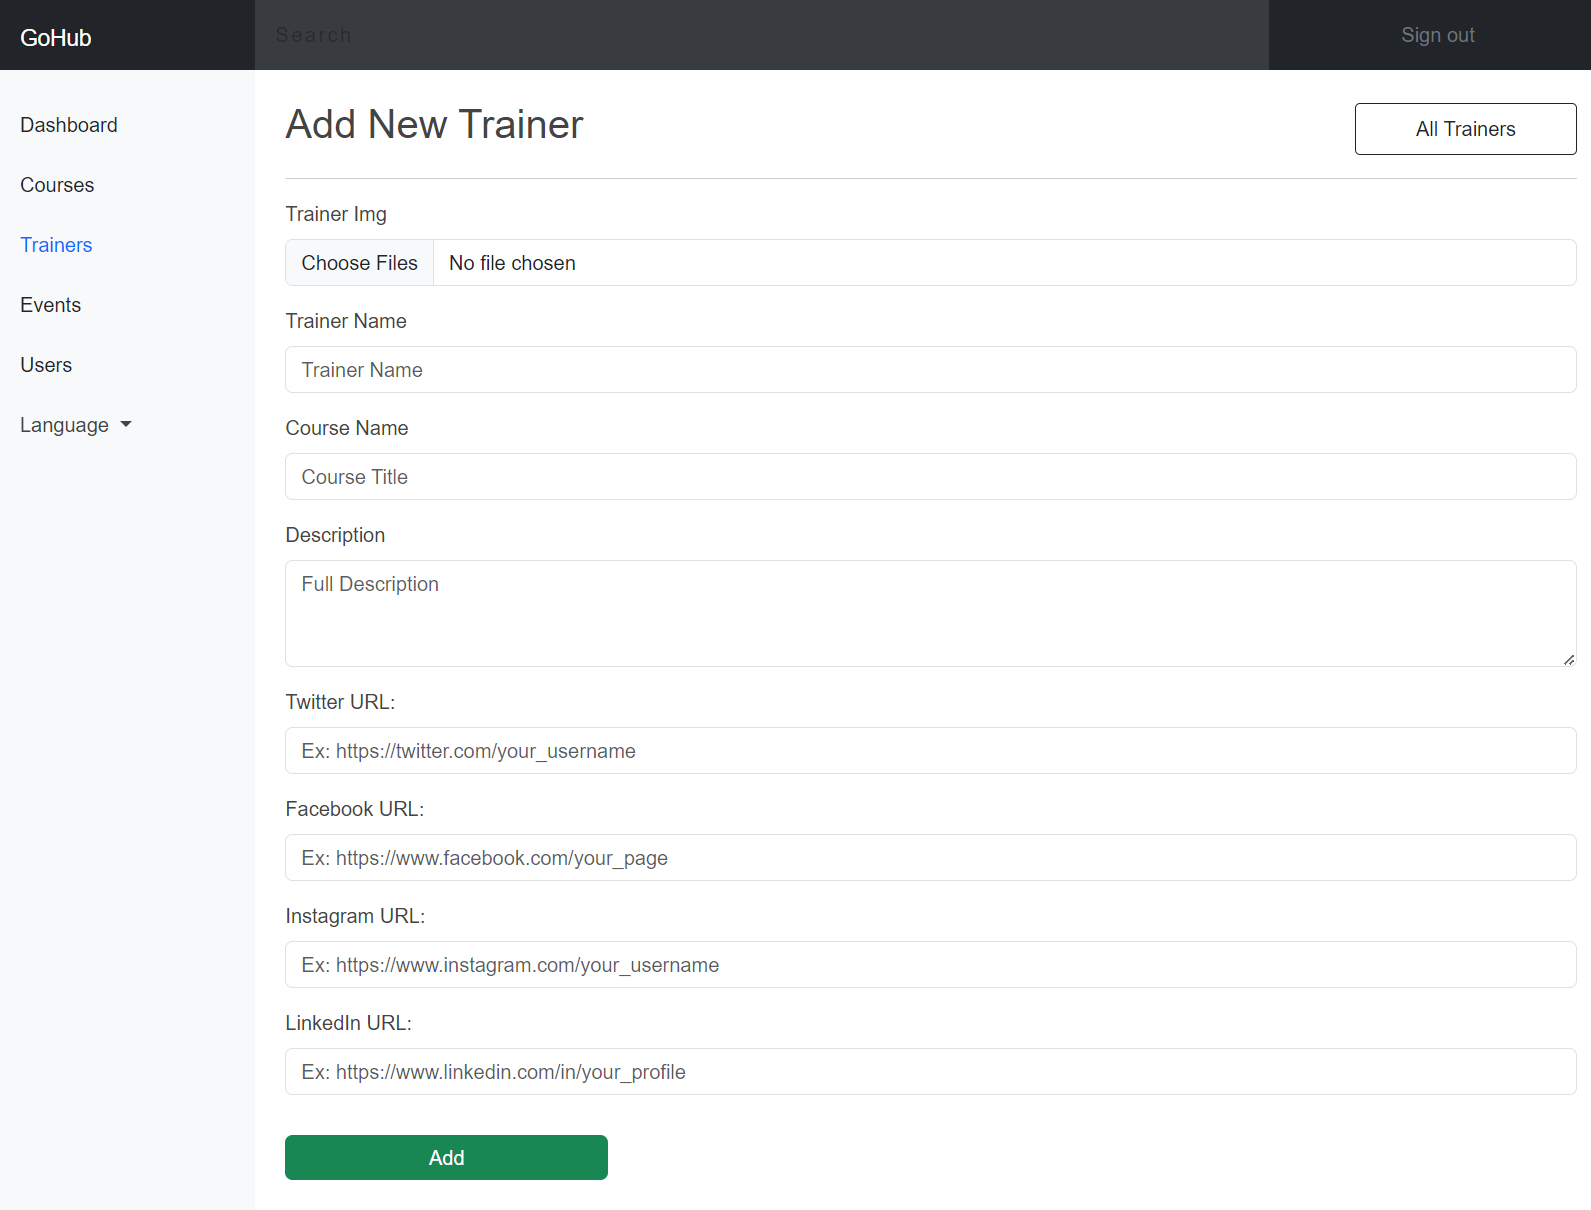 GoHub
Search
Sign out
Dashboard
Courses
Trainers
Events
Users
Language
Add New Trainer
All Trainers
Trainer Img
Choose Files No file chosen
Trainer Name
Trainer Name
Course Name
Course Title
Description
Full Description
Twitter URL:
Ex: https://twitter.com/your_username
Facebook URL:
Ex: https://www.facebook.com/your_page
Instagram URL:
Ex: https://www.instagram.com/your_username
LinkedIn URL:
Ex: https://www.linkedin.com/in/your_profile
Add